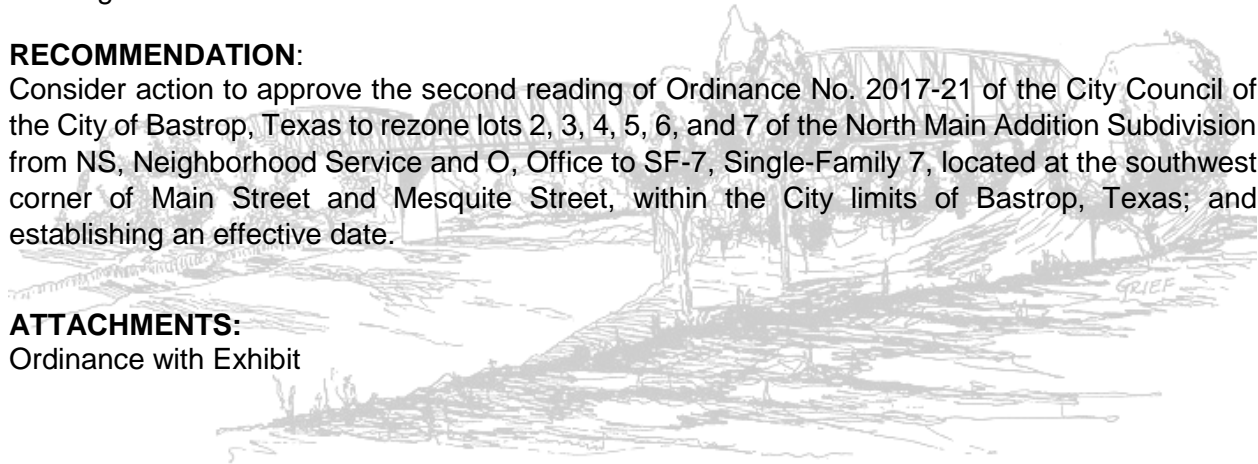 RECOMMENDATION:
Consider action to approve the second reading of Ordinance No. 2017-21 of the City Council of
the City of Bastrop, Texas to rezone lots 2, 3, 4, 5, 6, and 7 of the North Main Addition Subdivision
from NS, Neighborhood Service and O, Office to SF-7, Single-Family 7, located at the southwest
corner of Main Street and Mesquite Street, within the City limits of Bastrop, Texas; and
establishing an effective date.
GRIEF
ATTACHMENTS:
Ordinance with Exhibit